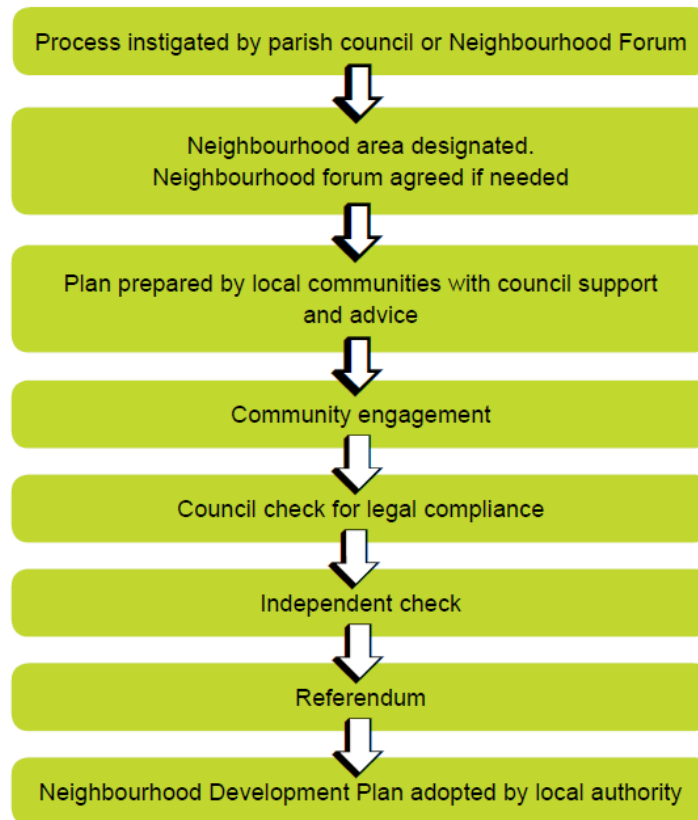 Process instigated by parish council or Neighbourhood Forum
Neighbourhood area designated.
Neighbourhood forum agreed if needed
Plan prepared by local communities with council support
and advice
Community engagement
Council check for legal compliance
Independent check
Referendum
Neighbourhood Development Plan adopted by local authority